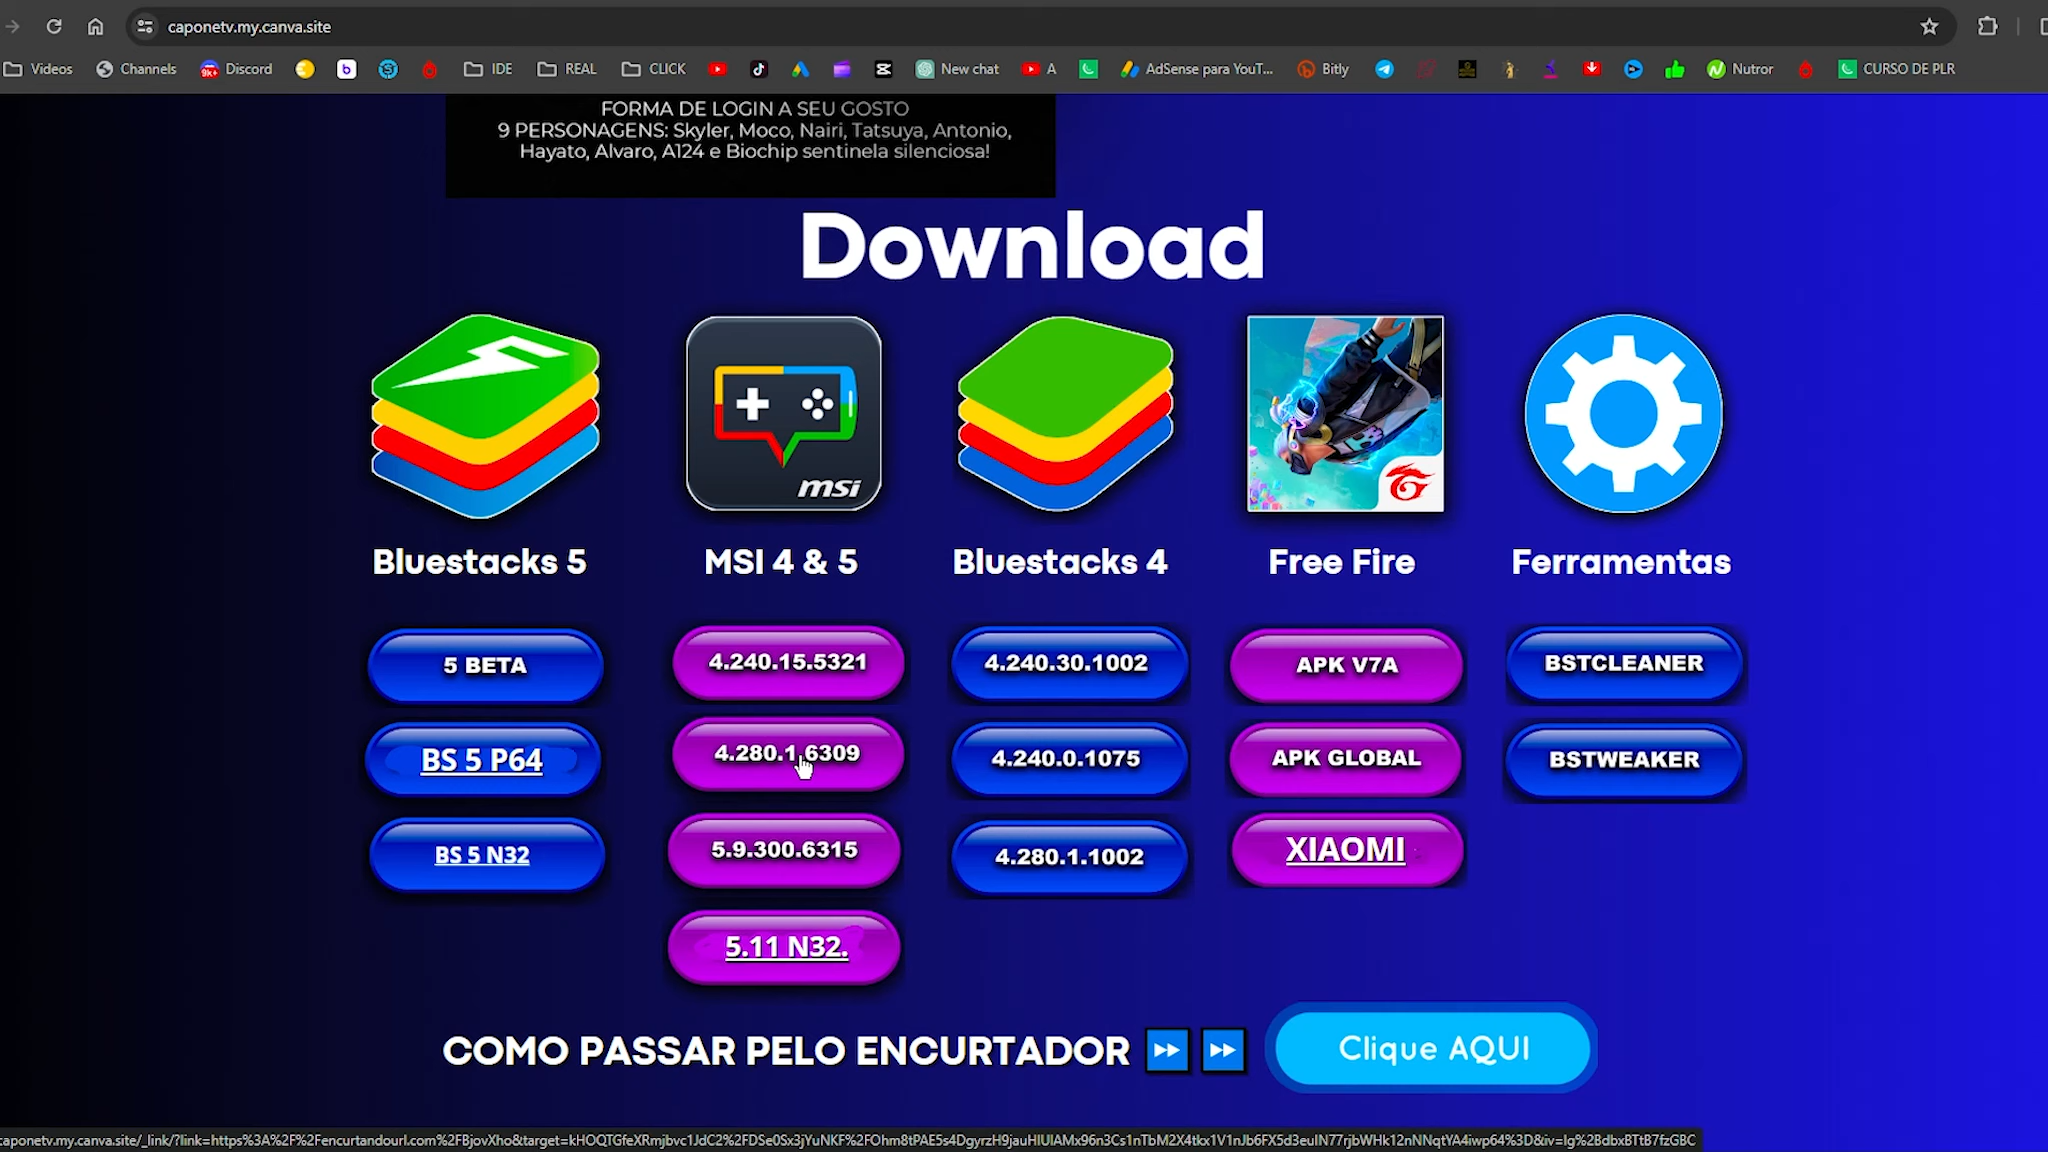 caponetv.my.canva.site
Videos Channels 9K+ Discord b IDE REAL CLICK New chat A AdSense para YouT... Bitly Nutror CURSO DE PLR
FORMA DE LOGIN A SEU GOSTO
9 PERSONAGENS: Skyler, Moco, Nairi, Tatsuya, Antonio,
Hayato, Alvaro, A124 e Biochip sentinela silenciosa!
Download
msi
Bluestacks 5 MSI 4 & 5 Bluestacks 4 Free Fire Ferramentas
5 BETA 4.240.15.5321 4.240.30.1002 APK V7A BSTCLEANER
BS 5 P64 4.280.1.6309 4.240.0.1075 APK GLOBAL BSTWEAKER
BS 5 N32 5.9.300.6315 4.280.1.1002 XIAOMI
5.11 N32.
COMO PASSAR PELO ENCURTADOR Clique AQUI